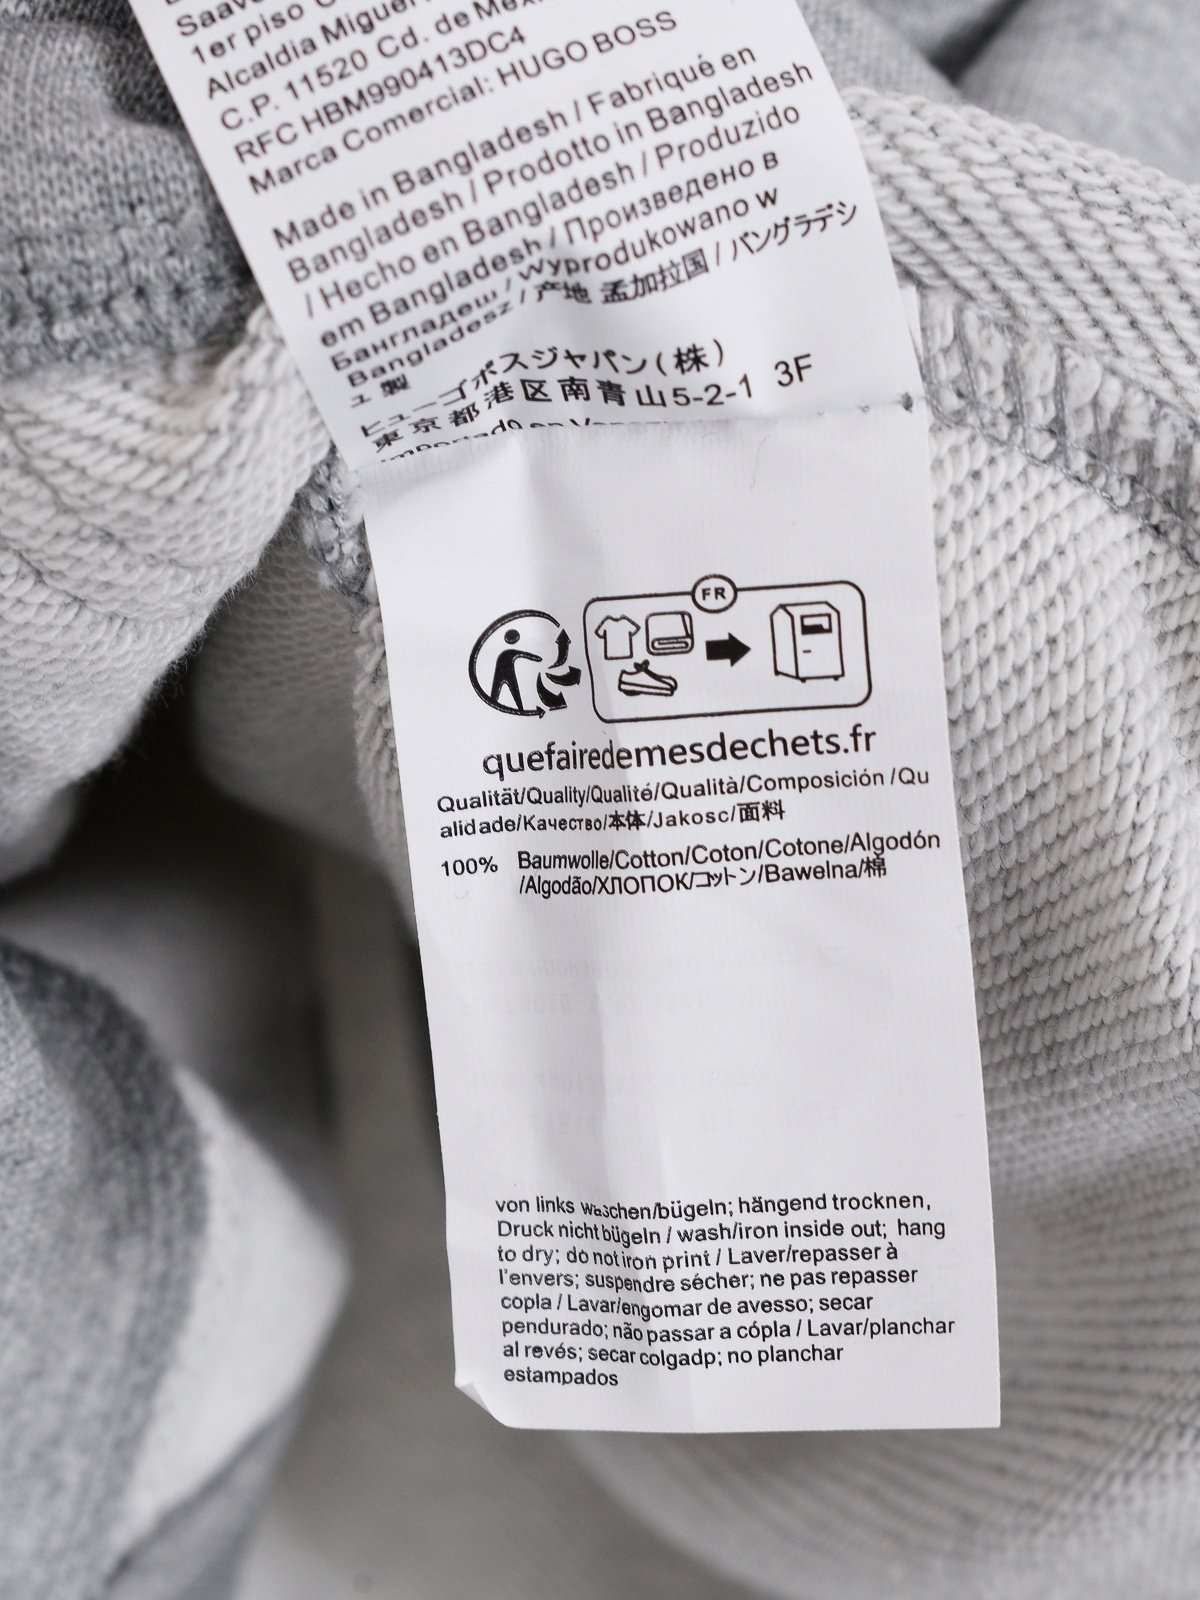 Saave
1er piso
Alcaldia Miguel
C.P. 11520 Cd. de Méxi
RFC HBM990413DC4
Marca Comercial: HUGO BOSS
Made in Bangladesh / Fabriqué en
Bangladesh / Prodotto in Bangladesh
/ Hecho en Bangladesh / Produzido
em Bangladesh / Произведено в
Бангладеш / Wyprodukowano w
Bangladesz / 产地 孟加拉国 / バングラデシ
ュ 製
ヒューゴボスジャパン(株)
東京都港区南青山5-2-1 3F
Importado en
FR
quefairedemesdechets.fr
Qualität/Quality/Qualité/Qualità/Composición /Qu
alidade/Качество/本体/Jakosc/面料
100% Baumwolle/Cotton/Coton/Cotone/Algodón
/Algodão/ХЛОПОК/コットン/Bawelna/棉
von links waschen/bügeln; hängend trocknen,
Druck nicht bügeln / wash/iron inside out; hang
to dry; do not iron print / Laver/repasser à
l'envers; suspendre sécher; ne pas repasser
copla / Lavar/engomar de avesso; secar
pendurado; não passar a cópla / Lavar/planchar
al revés; secar colgadp; no planchar
estampados